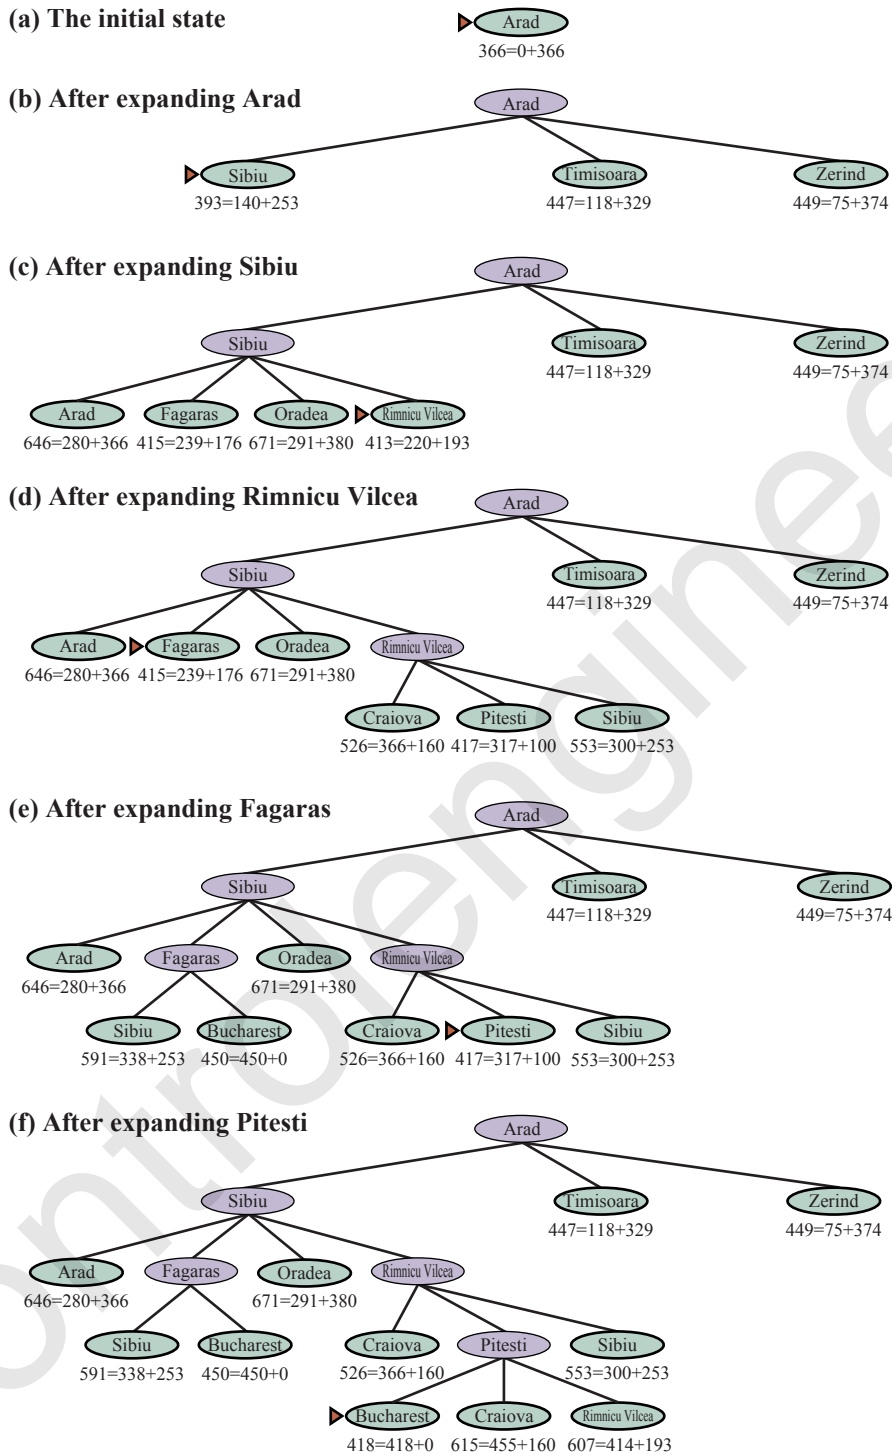 (a) The initial state
Arad
366=0+366
(b) After expanding Arad
Arad
Sibiu Timisoara Zerind
393=140+253 447=118+329 449=75+374
(c) After expanding Sibiu
Arad
Sibiu Timisoara Zerind
447=118+329 449=75+374
Arad Fagaras Oradea Rimnicu Vilcea
646=280+366 415=239+176 671=291+380 413=220+193
(d) After expanding Rimnicu Vilcea
Arad
Sibiu Timisoara Zerind
447=118+329 449=75+374
Arad Fagaras Oradea Rimnicu Vilcea
646=280+366 415=239+176 671=291+380
Craiova Pitesti Sibiu
526=366+160 417=317+100 553=300+253
(e) After expanding Fagaras
Arad
Sibiu Timisoara Zerind
447=118+329 449=75+374
Arad Fagaras Oradea Rimnicu Vilcea
646=280+366 671=291+380
Sibiu Bucharest Craiova Pitesti Sibiu
591=338+253 450=450+0 526=366+160 417=317+100 553=300+253
(f) After expanding Pitesti
Arad
Sibiu Timisoara Zerind
447=118+329 449=75+374
Arad Fagaras Oradea Rimnicu Vilcea
646=280+366 671=291+380
Sibiu Bucharest Craiova Pitesti Sibiu
591=338+253 450=450+0 526=366+160 553=300+253
Bucharest Craiova Rimnicu Vilcea
418=418+0 615=455+160 607=414+193
ontrolenginee